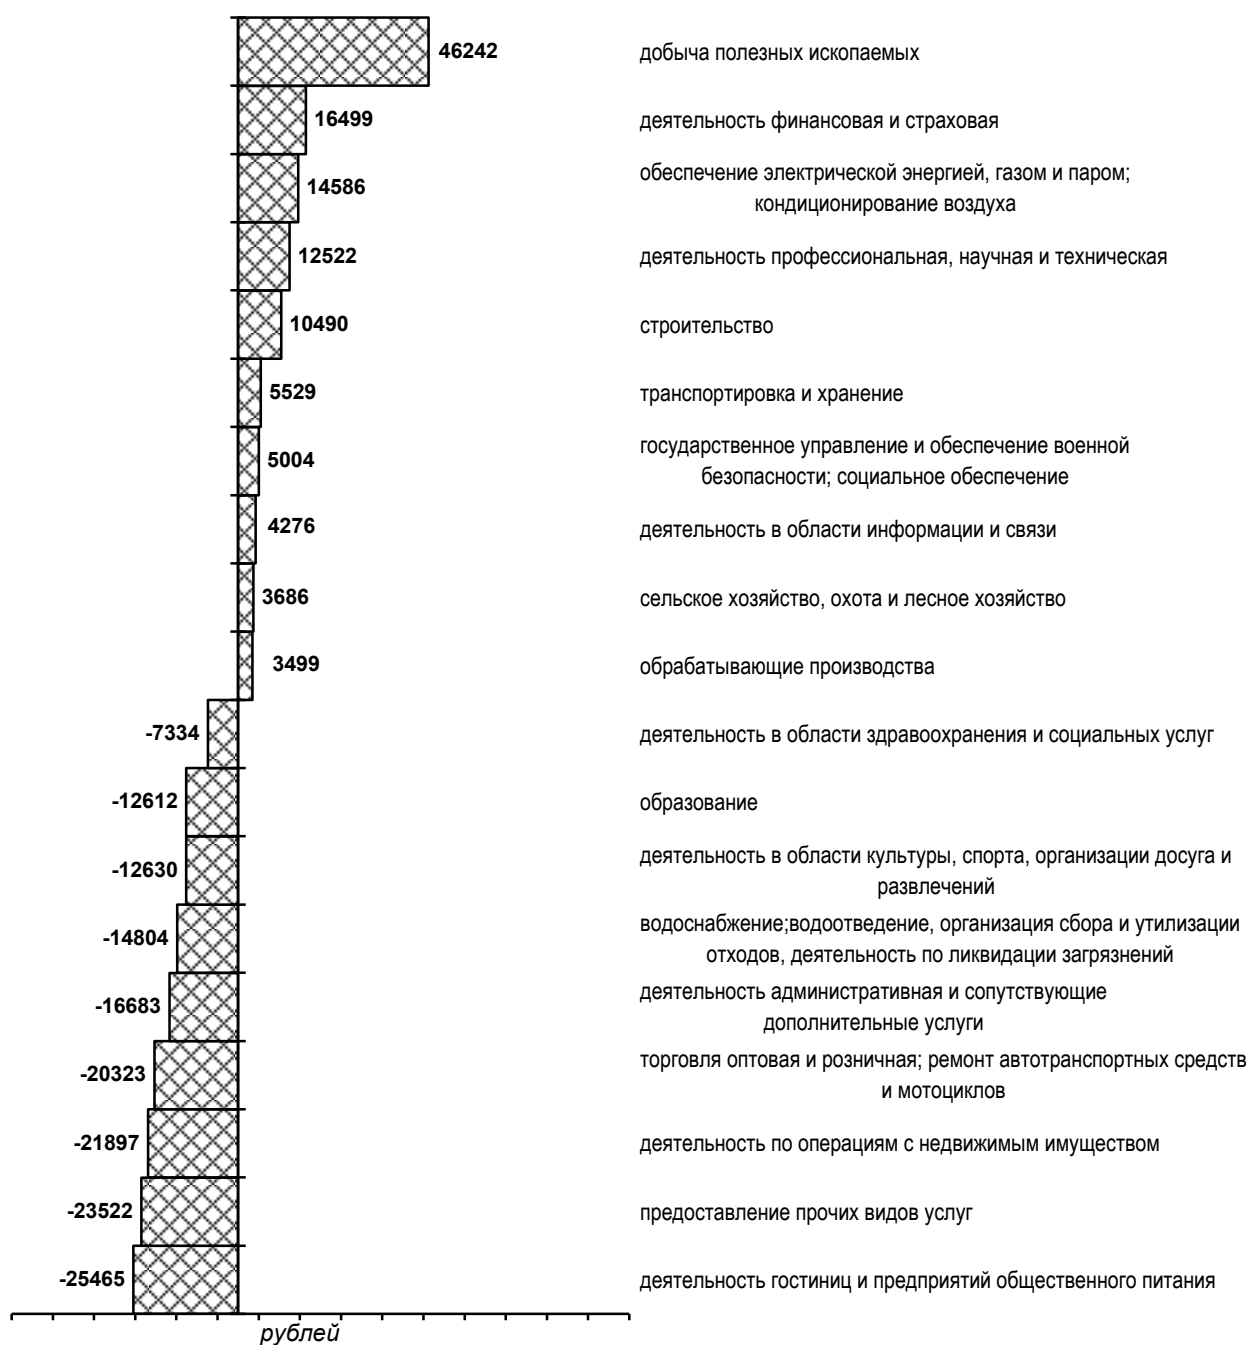 46242 добыча полезных ископаемых
16499 деятельность финансовая и страховая
14586 обеспечение электрической энергией, газом и паром;
кондиционирование воздуха
12522 деятельность профессиональная, научная и техническая
10490 строительство
5529 транспортировка и хранение
5004 государственное управление и обеспечение военной
безопасности; социальное обеспечение
4276 деятельность в области информации и связи
3686 сельское хозяйство, охота и лесное хозяйство
3499 обрабатывающие производства
-7334 деятельность в области здравоохранения и социальных услуг
-12612 образование
-12630 деятельность в области культуры, спорта, организации досуга и
развлечений
-14804 водоснабжение;водоотведение, организация сбора и утилизации
отходов, деятельность по ликвидации загрязнений
-16683 деятельность административная и сопутствующие
дополнительные услуги
-20323 торговля оптовая и розничная; ремонт автотранспортных средств
и мотоциклов
-21897 деятельность по операциям с недвижимым имуществом
-23522 предоставление прочих видов услуг
-25465 деятельность гостиниц и предприятий общественного питания
рублей